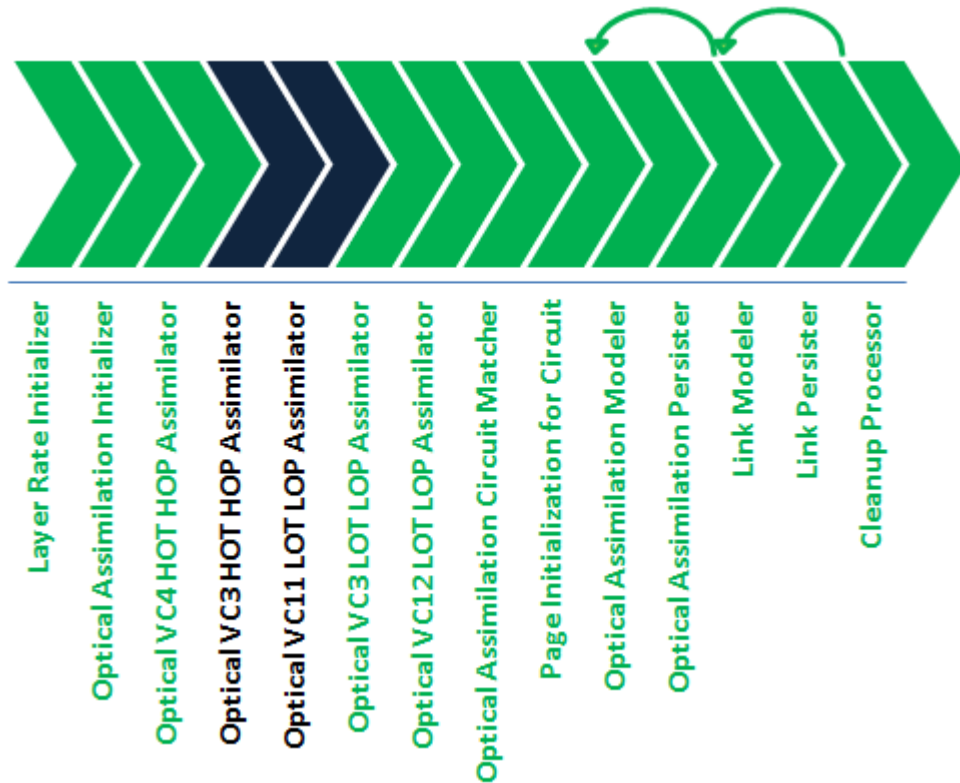 Layer Rate Initializer
Optical Assimilation Initializer
Optical VC4 HOT HOP Assimilator
Optical VC3 HOT HOP Assimilator
Optical VC11 LOT LOP Assimilator
Optical VC3 LOT LOP Assimilator
Optical VC12 LOT LOP Assimilator
Optical Assimilation Circuit Matcher
Page Initialization for Circuit
Optical Assimilation Modeler
Optical Assimilation Persister
Link Modeler
Link Persister
Cleanup Processor